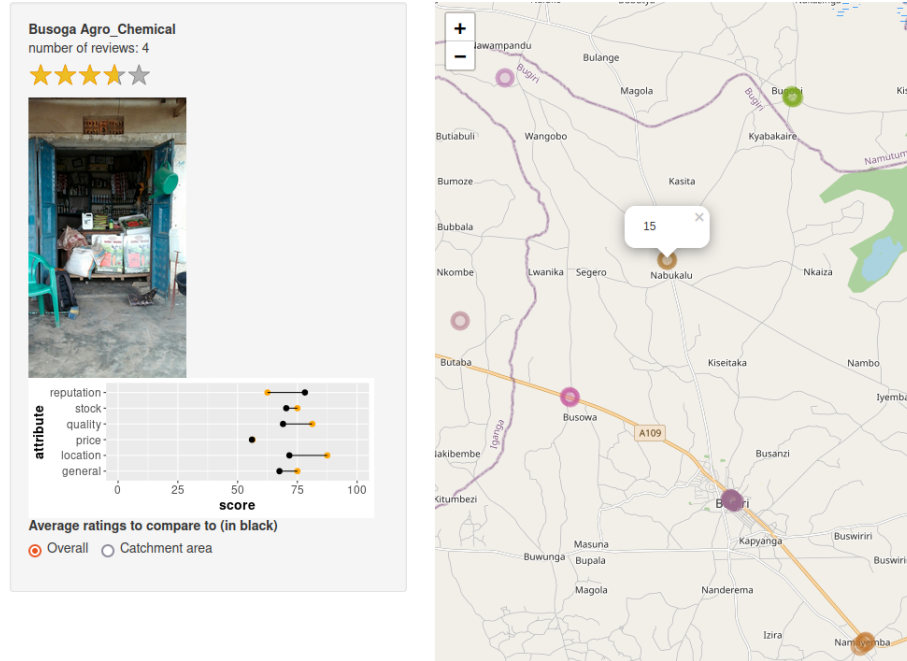 Busoga Agro_Chemical
number of reviews: 4
attribute
reputation
stock
quality
price
location
general
0 25 50 75 100
score
Average ratings to compare to (in black)
Overall Catchment area
+
−
Nawampandu
Bulange
Bugiri
Magola
Bugobi
Bugiri
Butiabuli
Wangobo
Kyabakaire
Namutum
Bumoze
Kasita
Bubbala
15
×
Nkombe
Lwanika
Segero
Nabukalu
Nkaiza
Butaba
Kiseitaka
Nambo
Iyemba
Busowa
Iganga
A109
Nakibembe
Busanzi
Kitumbezi
Masuna
Kapyanga
Buswiriri
Buwunga
Bupala
Buswiri
Magola
Nanderema
Izira
Namayemba